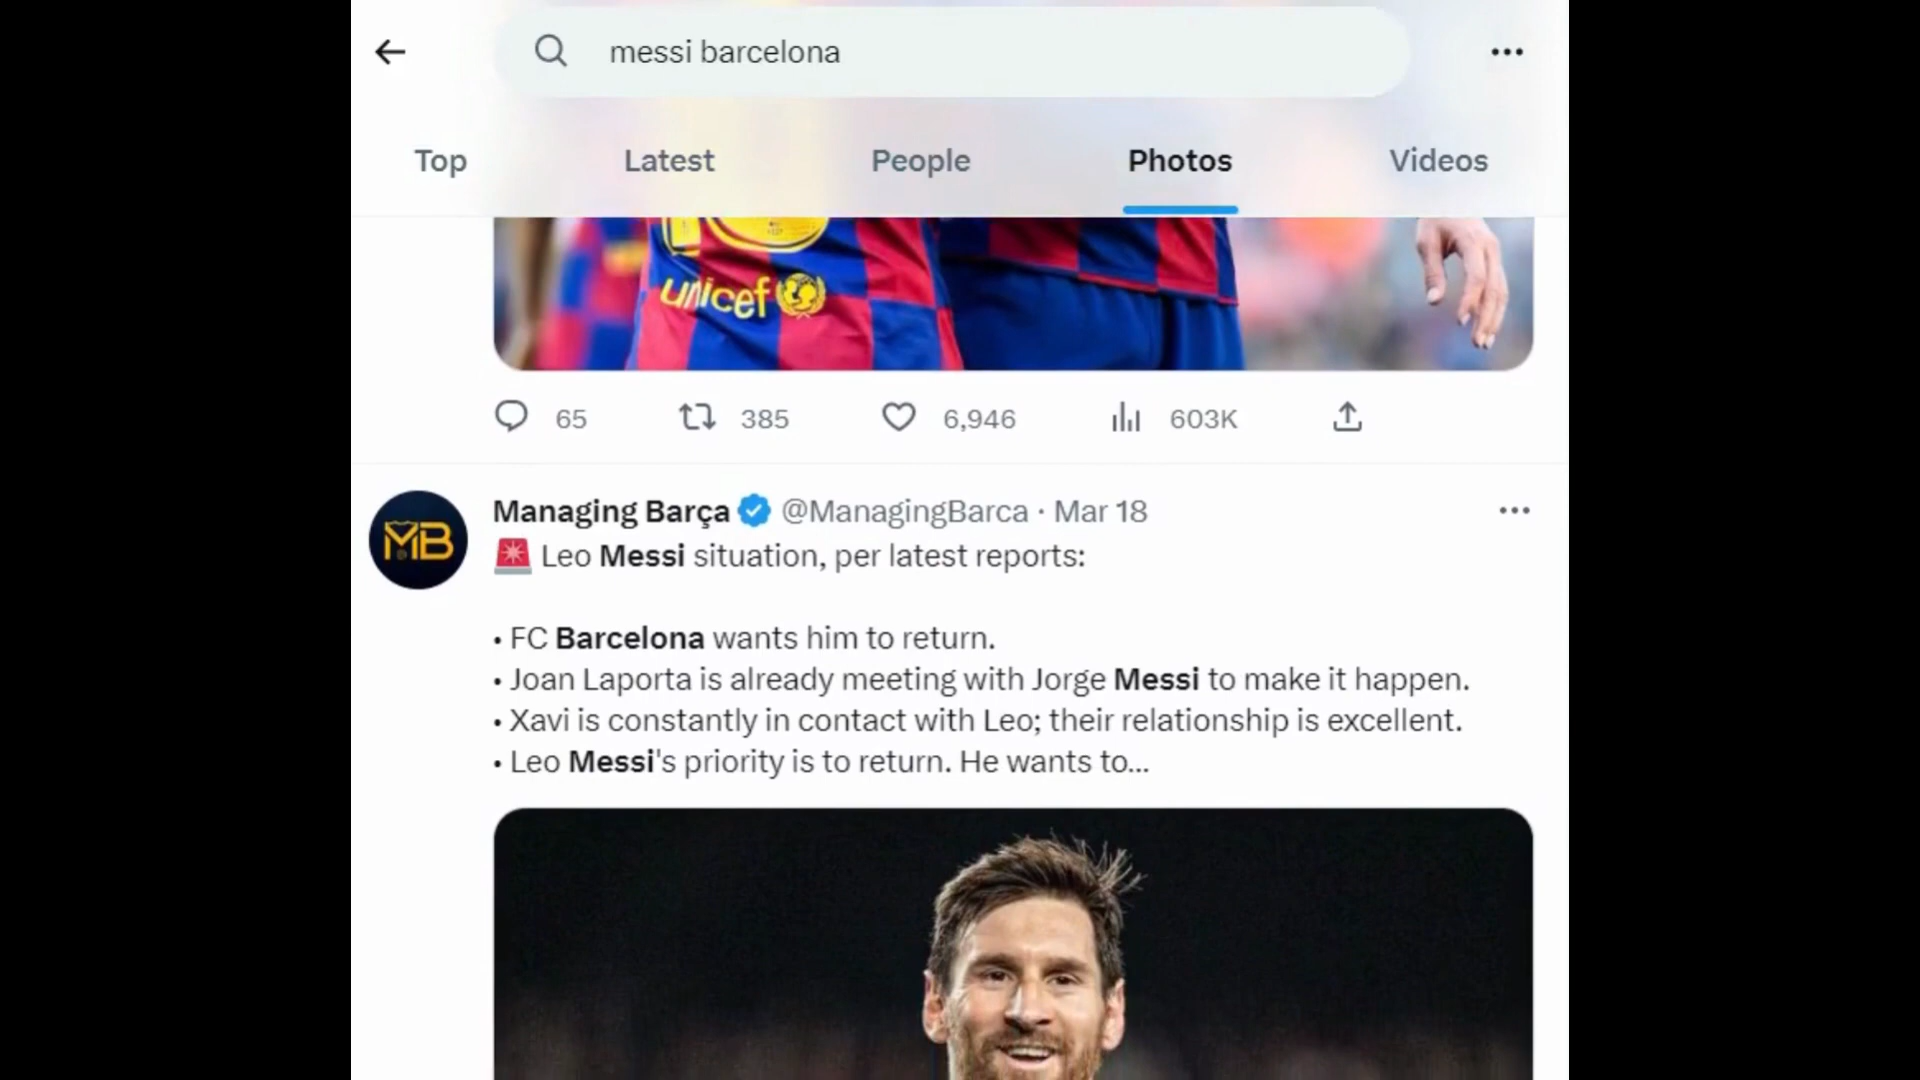 messi barcelona
Top Latest People Photos Videos
unicef
65 385 6,946 603K
MB
Managing Barça @ManagingBarca · Mar 18
Leo Messi situation, per latest reports:
• FC Barcelona wants him to return.
• Joan Laporta is already meeting with Jorge Messi to make it happen.
• Xavi is constantly in contact with Leo; their relationship is excellent.
• Leo Messi's priority is to return. He wants to...